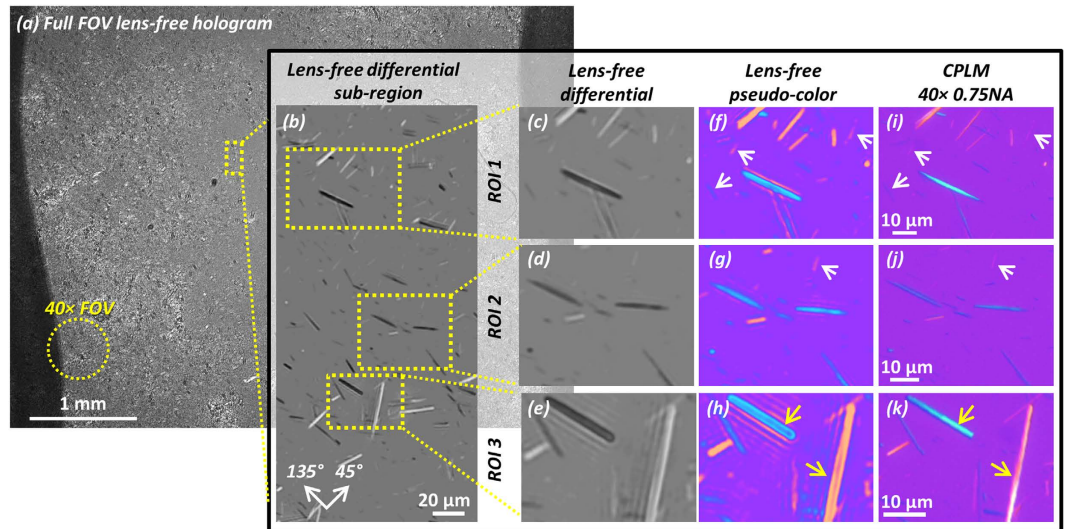 (a) Full FOV lens-free hologram
40× FOV
1 mm
Lens-free differential
sub-region
Lens-free
differential
Lens-free
pseudo-color
CPLM
40× 0.75NA
(b)
135°
45°
20 µm
ROI 1
(c)
(f)
(i)
10 µm
ROI 2
(d)
(g)
(j)
10 µm
ROI 3
(e)
(h)
(k)
10 µm